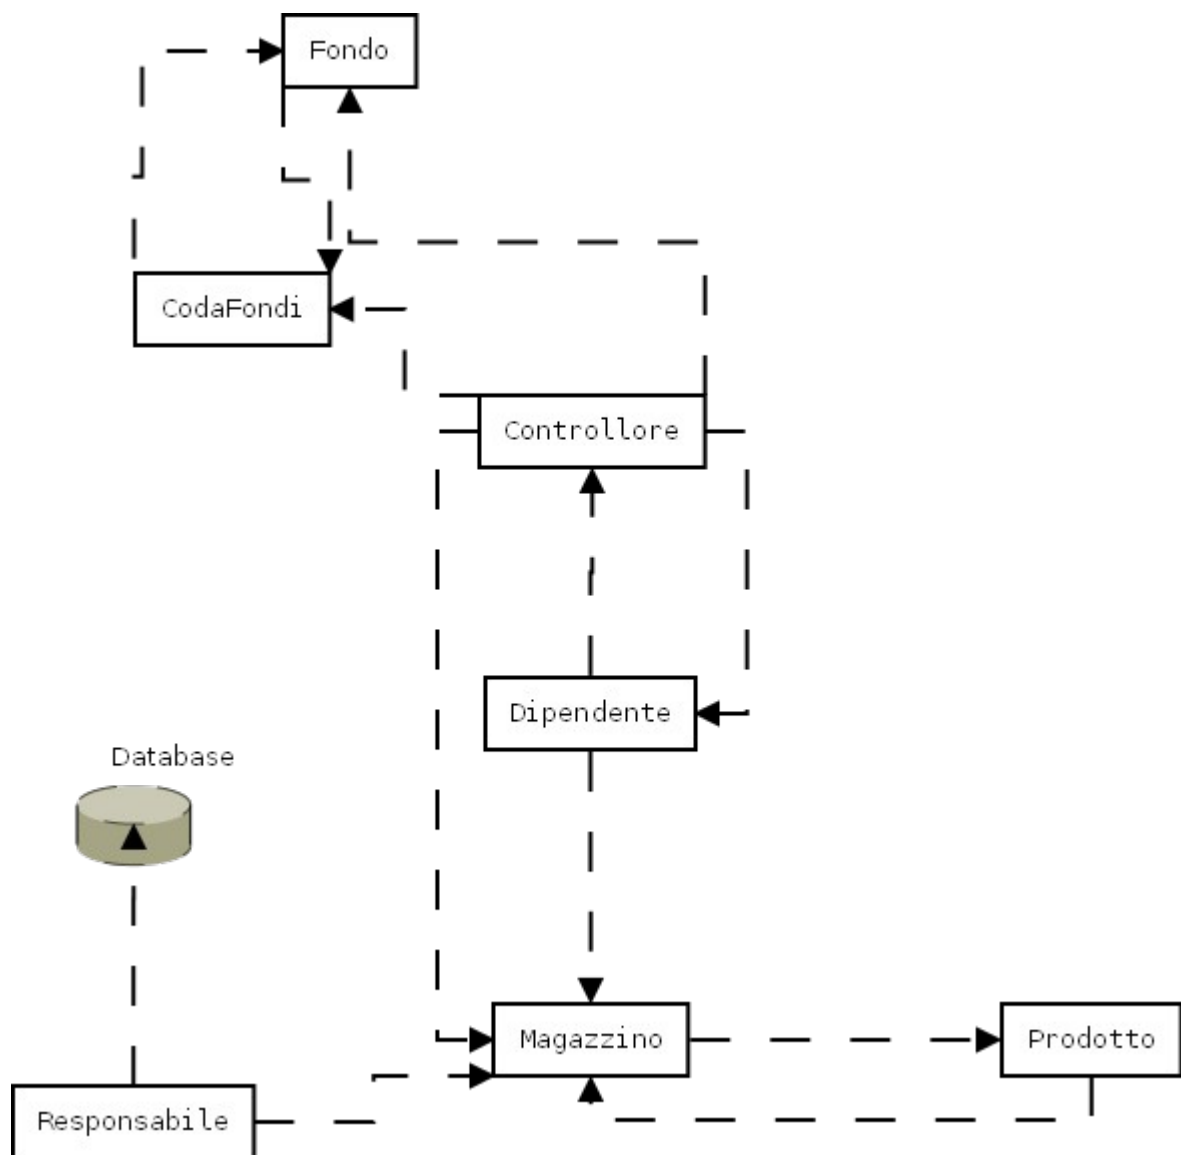 Fondo
CodaFondi
Controllore
Dipendente
Database
Magazzino
Prodotto
Responsabile